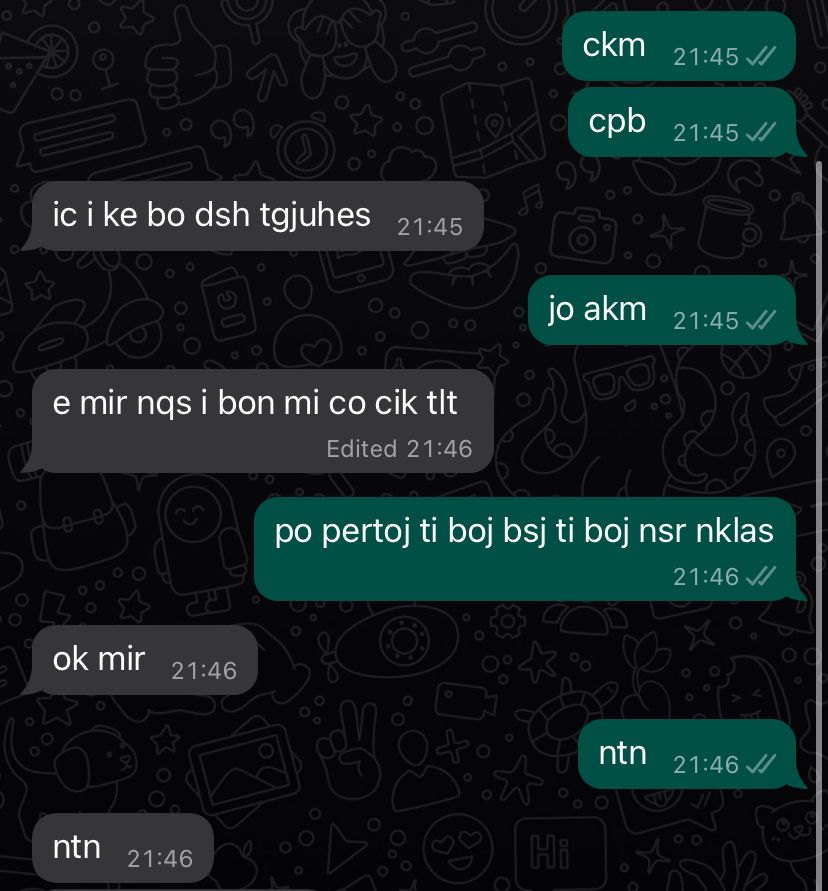 ckm 21:45
cpb 21:45
ic i ke bo dsh tgjuhes 21:45
jo akm 21:45
e mir nqs i bon mi co cik tlt
Edited 21:46
po pertoj ti boj bsj ti boj nsr nklas
21:46
ok mir 21:46
ntn 21:46
ntn 21:46
Hi